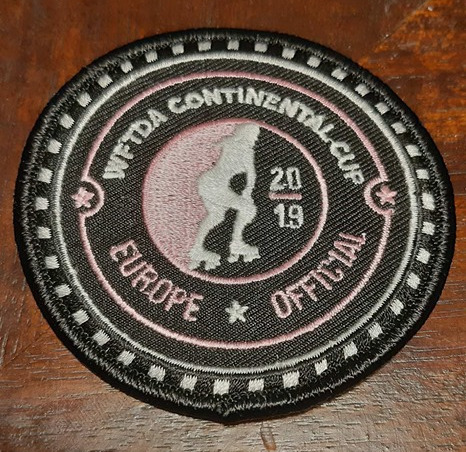 WFTDA CONTINENTAL CUP
20
19
EUROPE OFFICIAL